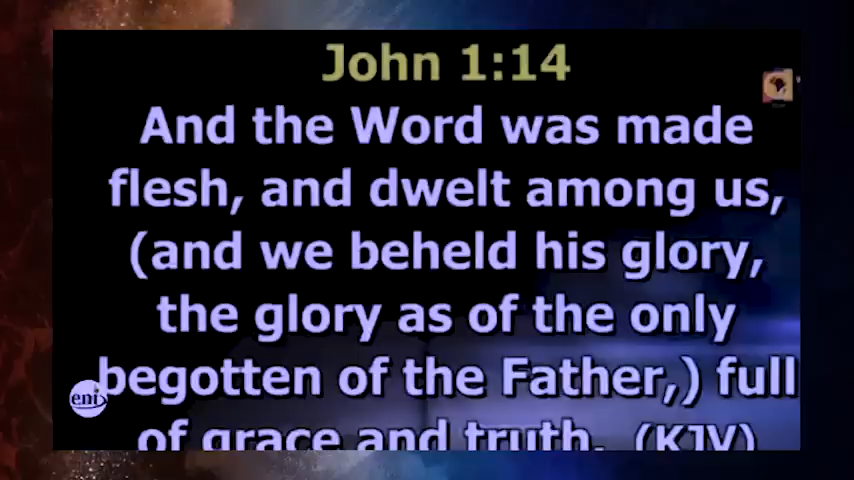 John 1:14
And the Word was made
flesh, and dwelt among us,
(and we beheld his glory,
the glory as of the only
begotten of the Father,) full
of grace and truth. (KJV)
eni